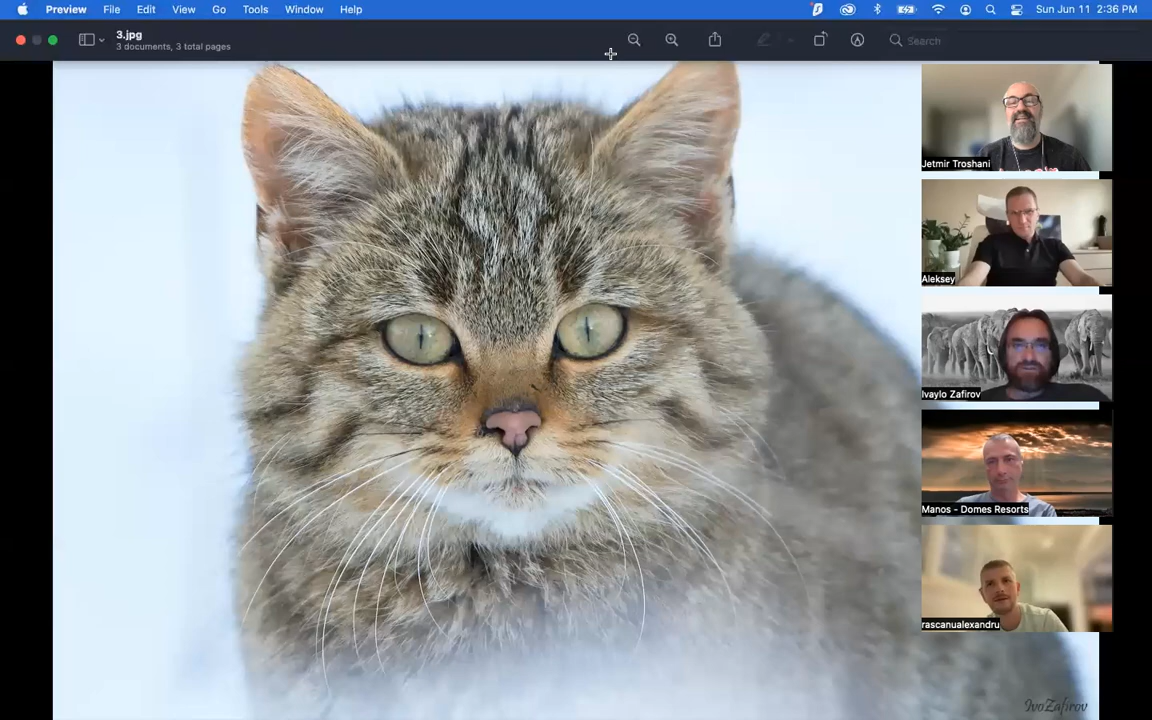 Preview File Edit View Go Tools Window Help Sun Jun 11 2:36 PM
3.jpg
3 documents, 3 total pages
Search
Jetmir Troshani
Aleksey
Ivaylo Zafirov
Manos - Domes Resorts
rascanualexandru
IvoZafirov